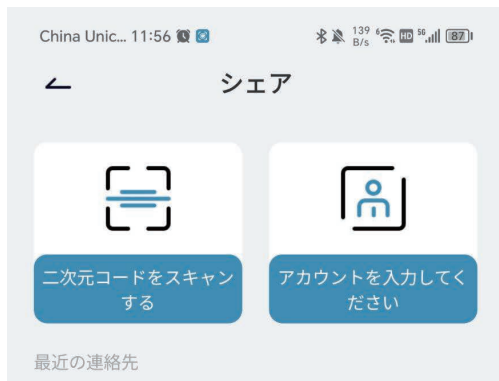 China Unic... 11:56
139 B/s 6 HD 5G 87
シェア
二次元コードをスキャン
する
アカウントを入力してく
ださい
最近の連絡先